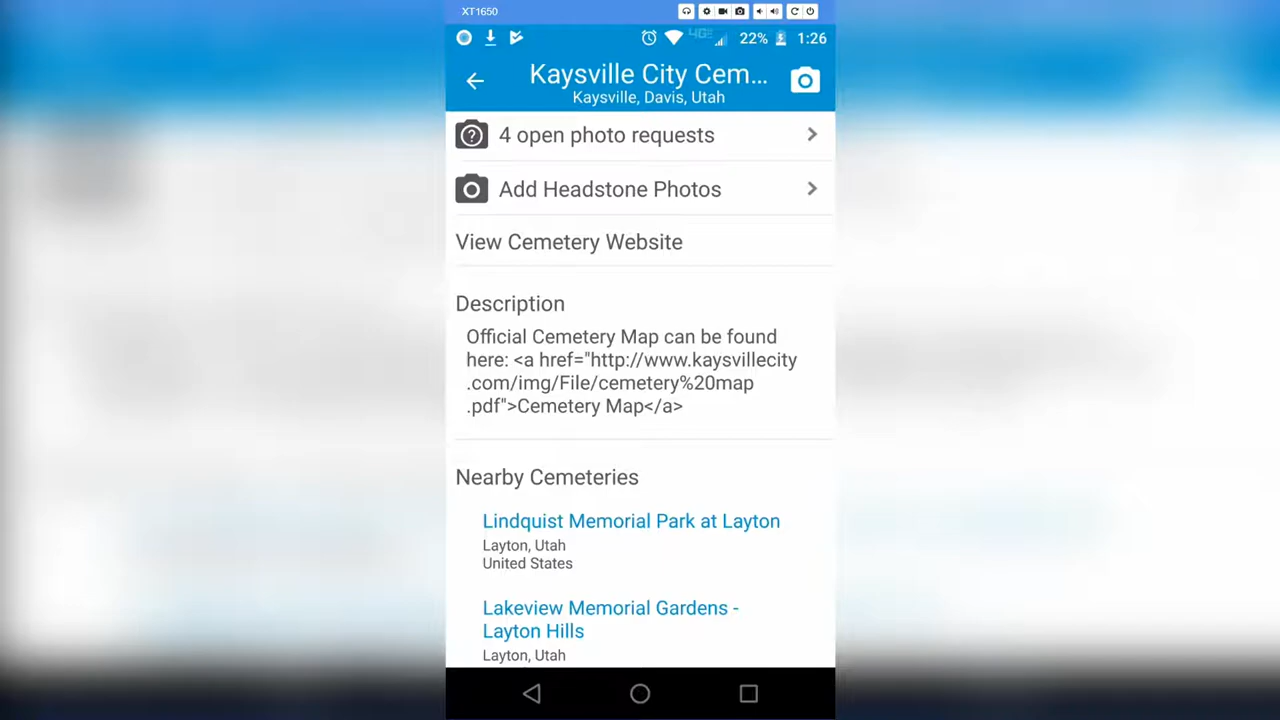 XT1650
4G 22% 1:26
Kaysville City Cem...
Kaysville, Davis, Utah
4 open photo requests
Add Headstone Photos
View Cemetery Website
Description
Official Cemetery Map can be found
here: <a href="http://www.kaysvillecity
.com/img/File/cemetery%20map
.pdf">Cemetery Map</a>
Nearby Cemeteries
Lindquist Memorial Park at Layton
Layton, Utah
United States
Lakeview Memorial Gardens -
Layton Hills
Layton, Utah